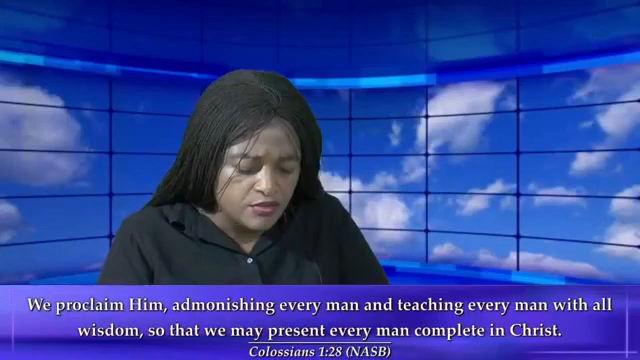 We proclaim Him, admonishing every man and teaching every man with all
wisdom, so that we may present every man complete in Christ.
Colossians 1:28 (NASB)